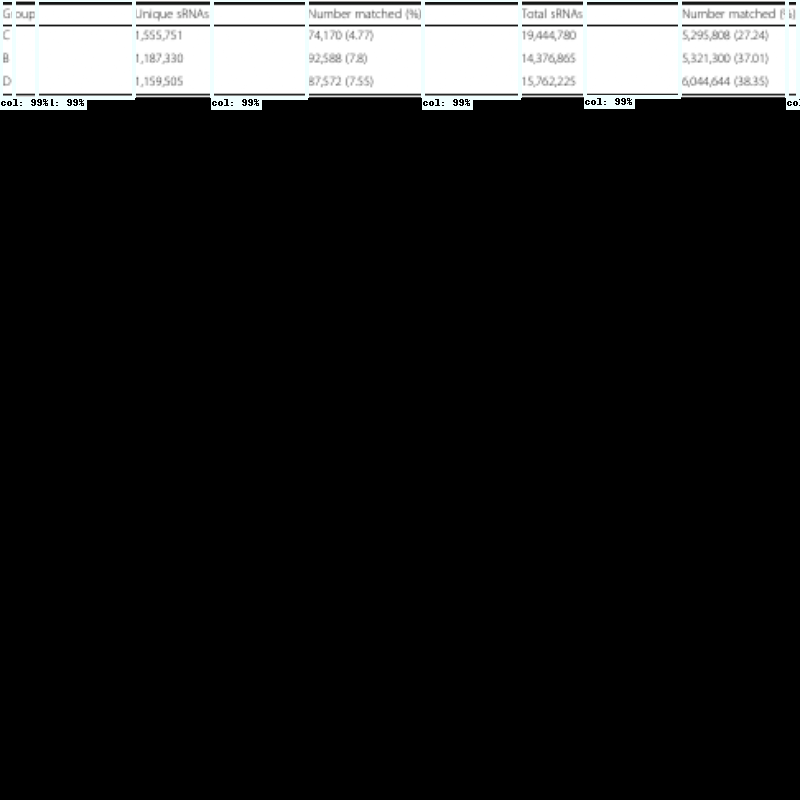 Group Unique sRNAs Number matched (%) Total sRNAs Number matched (%)
C 1,555,751 74,170 (4.77) 19,444,780 5,295,808 (27.24)
B 1,187,330 92,588 (7.8) 14,376,865 5,321,300 (37.01)
D 1,159,505 87,572 (7.55) 15,762,225 6,044,644 (38.35)
col: 99% l: 99% col: 99% col: 99% col: 99% co